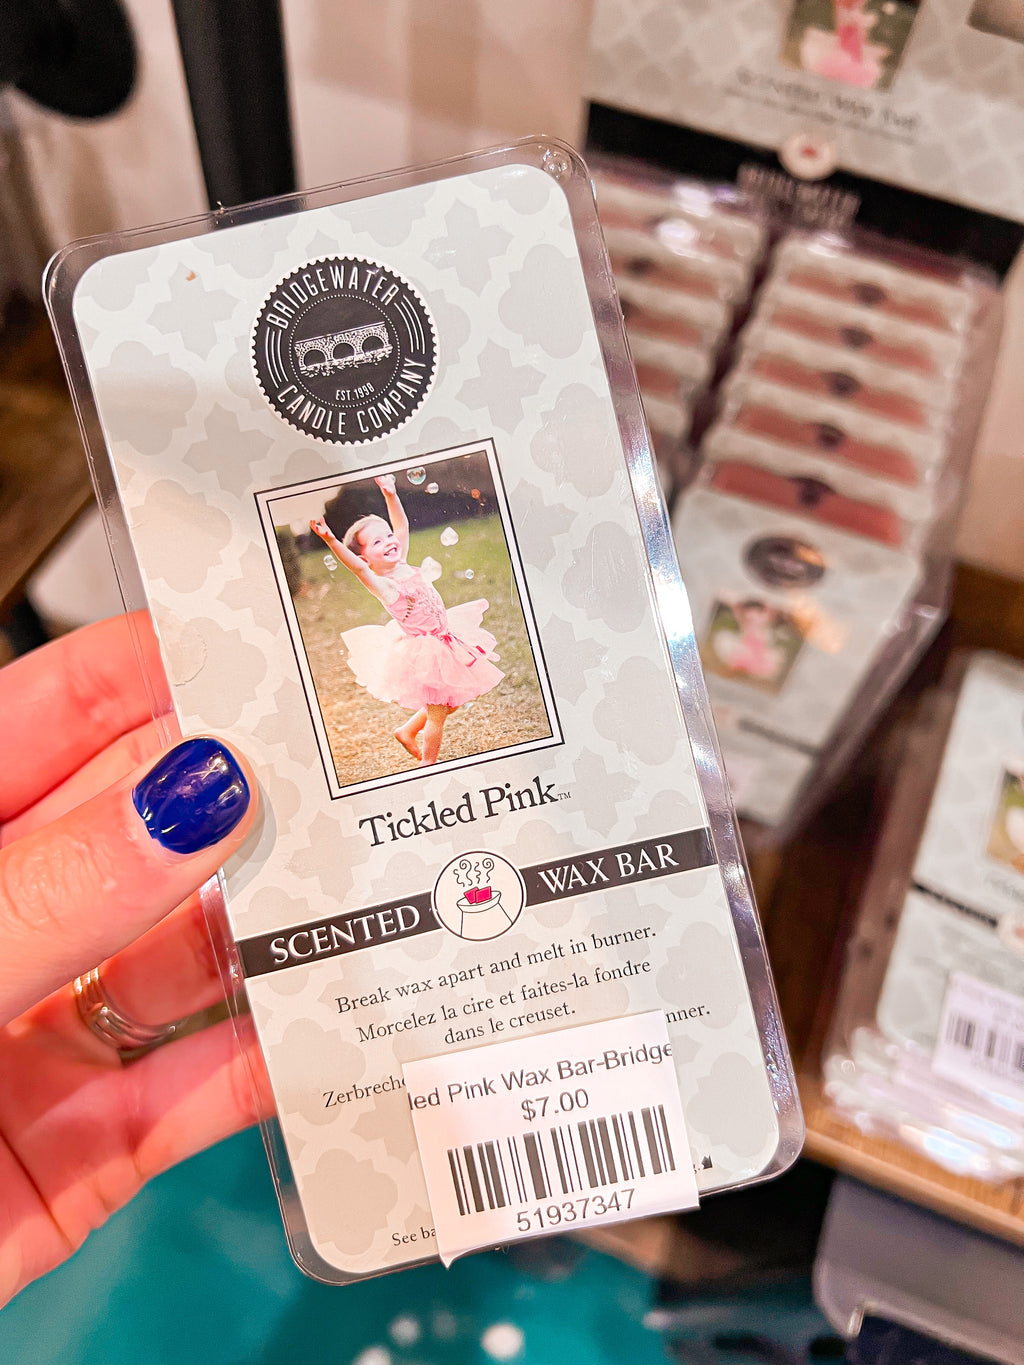 BRIDGEWATER
EST. 1998
CANDLE COMPANY
Tickled Pink™
SCENTED WAX BAR
Break wax apart and melt in burner.
Morcelez la cire et faites-la fondre
dans le creuset.
Zerbreche nner.
led Pink Wax Bar-Bridge
$7.00
51937347
See ba